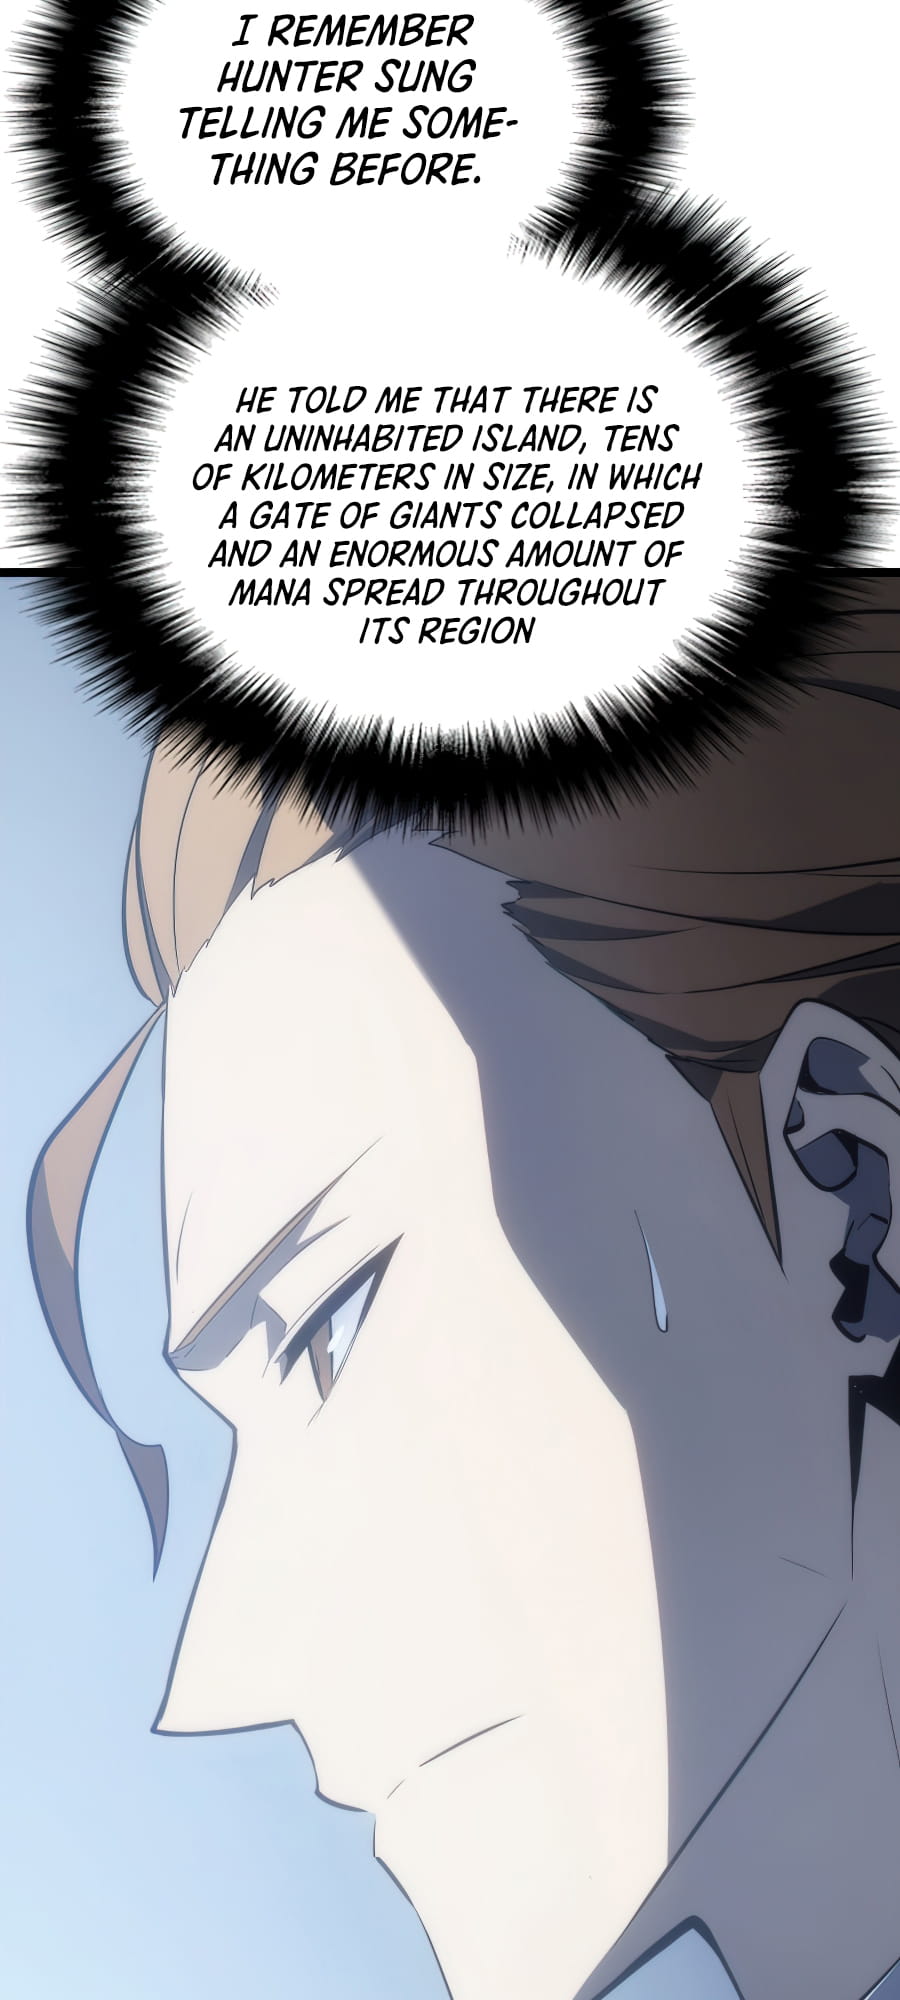 I REMEMBER
HUNTER SUNG
TELLING ME SOME-
THING BEFORE.
HE TOLD ME THAT THERE IS
AN UNINHABITED ISLAND, TENS
OF KILOMETERS IN SIZE, IN WHICH
A GATE OF GIANTS COLLAPSED
AND AN ENORMOUS AMOUNT OF
MANA SPREAD THROUGHOUT
ITS REGION